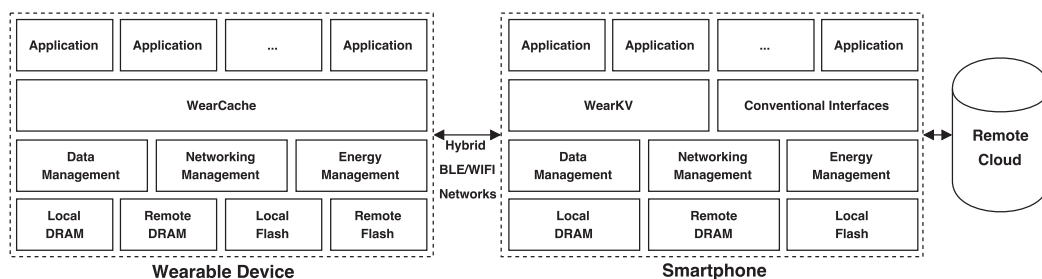 Application Application ... Application
WearCache
Data Management Networking Management Energy Management
Local DRAM Remote DRAM Local Flash Remote Flash
Wearable Device
Hybrid
BLE/WIFI
Networks
Application Application ... Application
WearKV Conventional Interfaces
Data Management Networking Management Energy Management
Local DRAM Remote DRAM Local Flash
Smartphone
Remote
Cloud